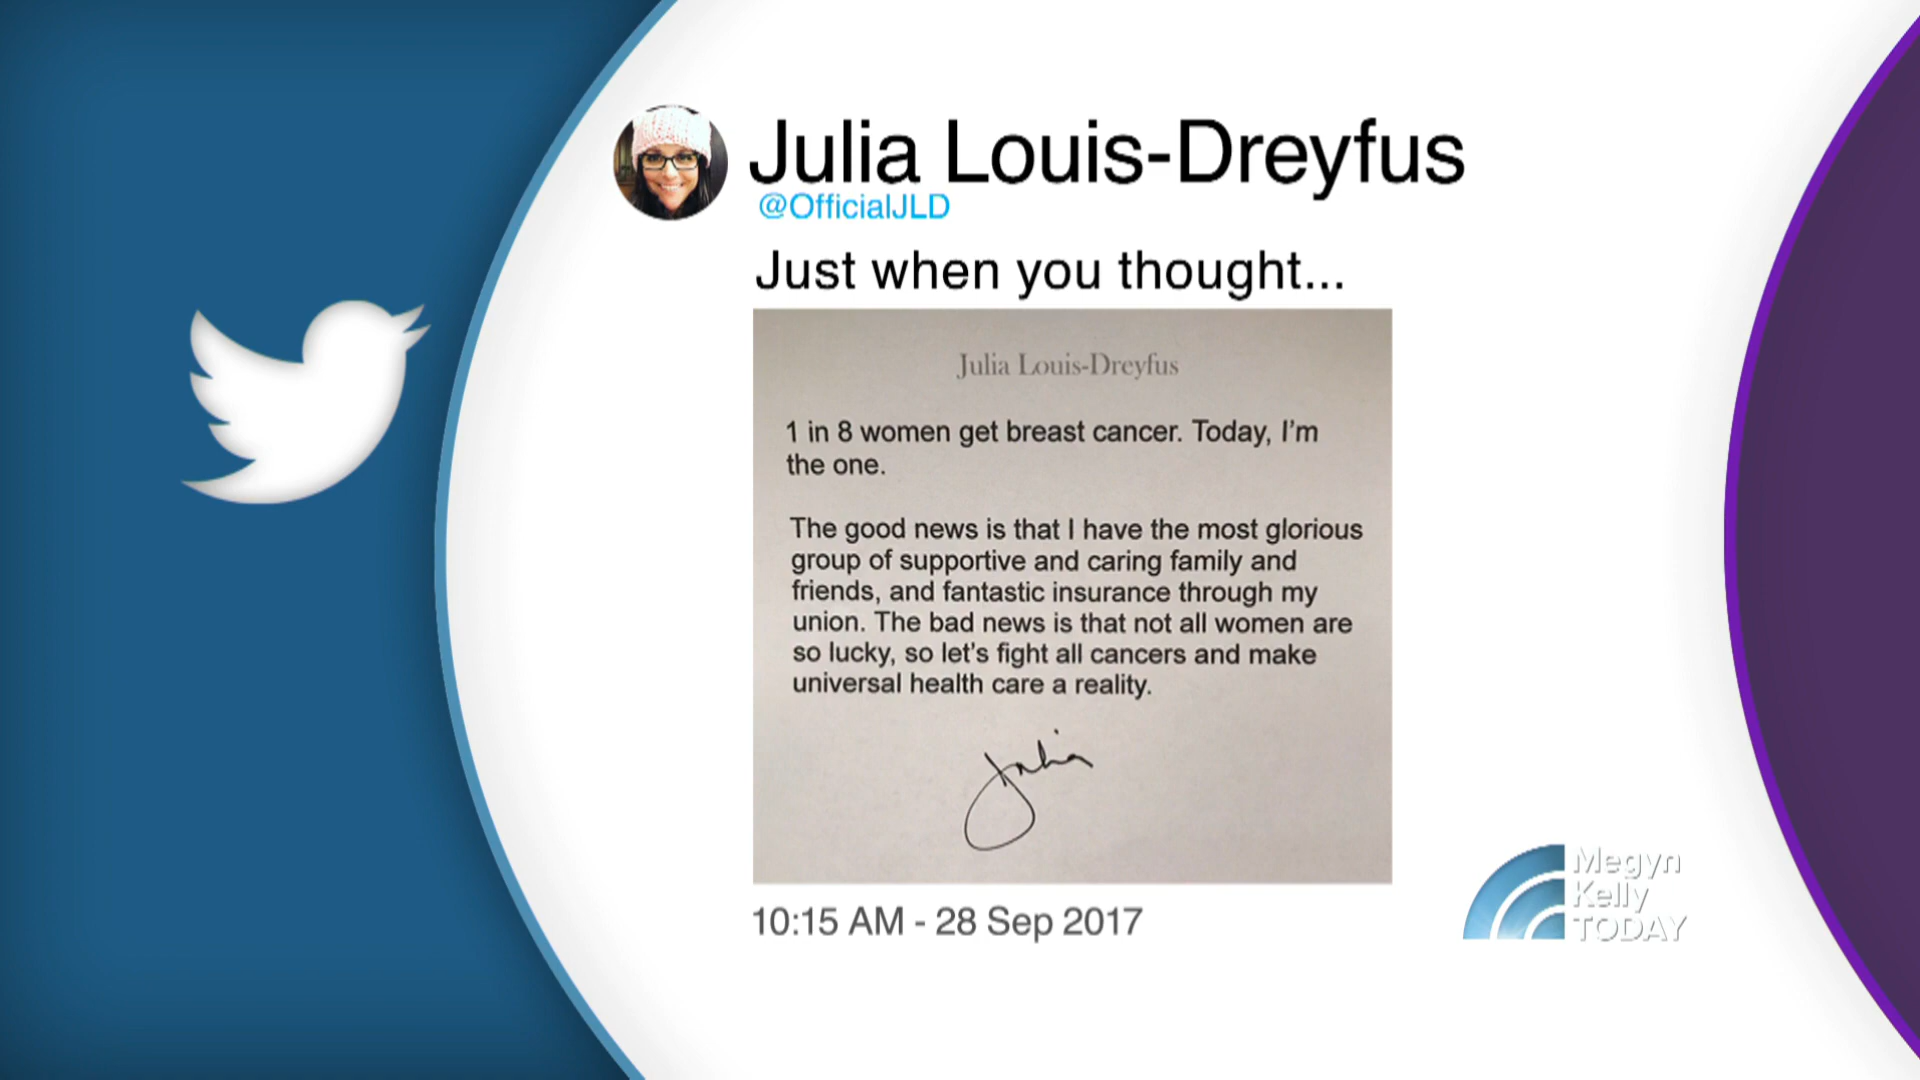 Julia Louis-Dreyfus
@OfficialJLD
Just when you thought...
Julia Louis-Dreyfus
1 in 8 women get breast cancer. Today, I'm
the one.
The good news is that I have the most glorious
group of supportive and caring family and
friends, and fantastic insurance through my
union. The bad news is that not all women are
so lucky, so let's fight all cancers and make
universal health care a reality.
Julia
10:15 AM - 28 Sep 2017
Megyn
Kelly
TODAY